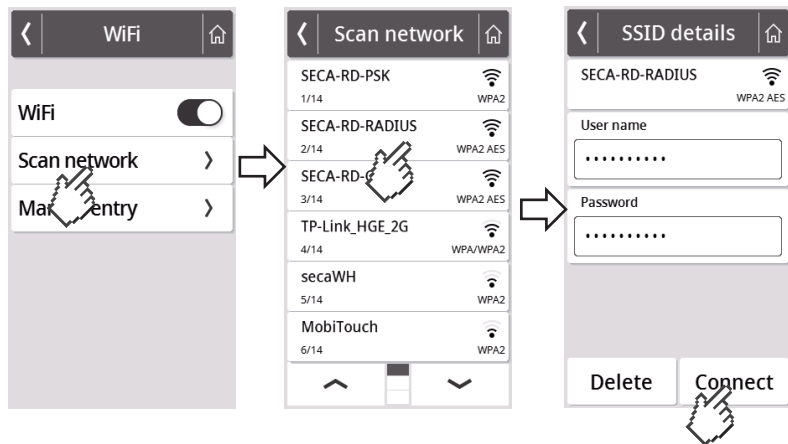 WiFi
WiFi
Scan network
Scan network
SECA-RD-PSK
1/14 WPA2
SECA-RD-RADIUS
2/14 WPA2 AES
SECA-RD-
3/14 WPA2 AES
TP-Link_HGE_2G
4/14 WPA/WPA2
secaWH
5/14 WPA2
MobiTouch
6/14 WPA2
SSID details
SECA-RD-RADIUS
WPA2 AES
User name
..........
Password
..........
Delete Connect